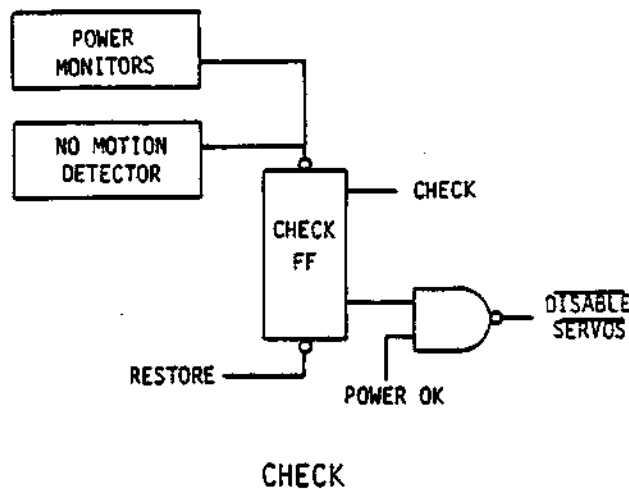 POWER
MONITORS
NO MOTION
DETECTOR
CHECK
CHECK
FF
DISABLE
SERVOS
RESTORE
POWER OK
CHECK